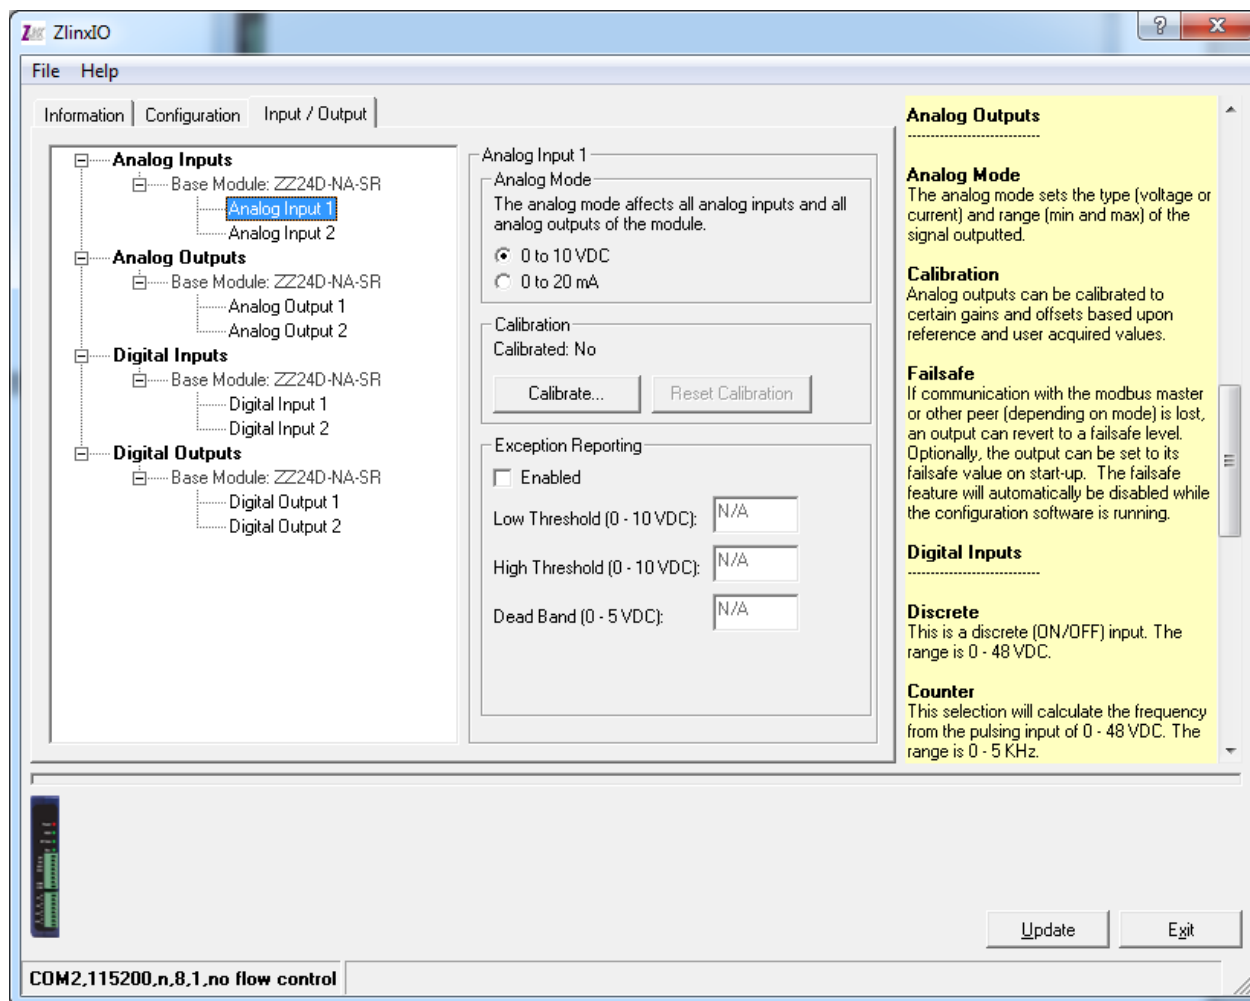 ZlinxIO
File Help
Information Configuration Input / Output
Analog Inputs
Base Module: ZZ24D-NA-SR
Analog Input 1
Analog Input 2
Analog Outputs
Base Module: ZZ24D-NA-SR
Analog Output 1
Analog Output 2
Digital Inputs
Base Module: ZZ24D-NA-SR
Digital Input 1
Digital Input 2
Digital Outputs
Base Module: ZZ24D-NA-SR
Digital Output 1
Digital Output 2
Analog Input 1
Analog Mode
The analog mode affects all analog inputs and all
analog outputs of the module.
0 to 10 VDC
0 to 20 mA
Calibration
Calibrated: No
Calibrate... Reset Calibration
Exception Reporting
Enabled
Low Threshold (0 - 10 VDC): N/A
High Threshold (0 - 10 VDC): N/A
Dead Band (0 - 5 VDC): N/A
Analog Outputs
-----------------------------
Analog Mode
The analog mode sets the type (voltage or
current) and range (min and max) of the
signal outputted.
Calibration
Analog outputs can be calibrated to
certain gains and offsets based upon
reference and user acquired values.
Failsafe
If communication with the modbus master
or other peer (depending on mode) is lost,
an output can revert to a failsafe level.
Optionally, the output can be set to its
failsafe value on start-up. The failsafe
feature will automatically be disabled while
the configuration software is running.
Digital Inputs
-----------------------------
Discrete
This is a discrete (ON/OFF) input. The
range is 0 - 48 VDC.
Counter
This selection will calculate the frequency
from the pulsing input of 0 - 48 VDC. The
range is 0 - 5 KHz.
Update Exit
COM2,115200,n,8,1,no flow control